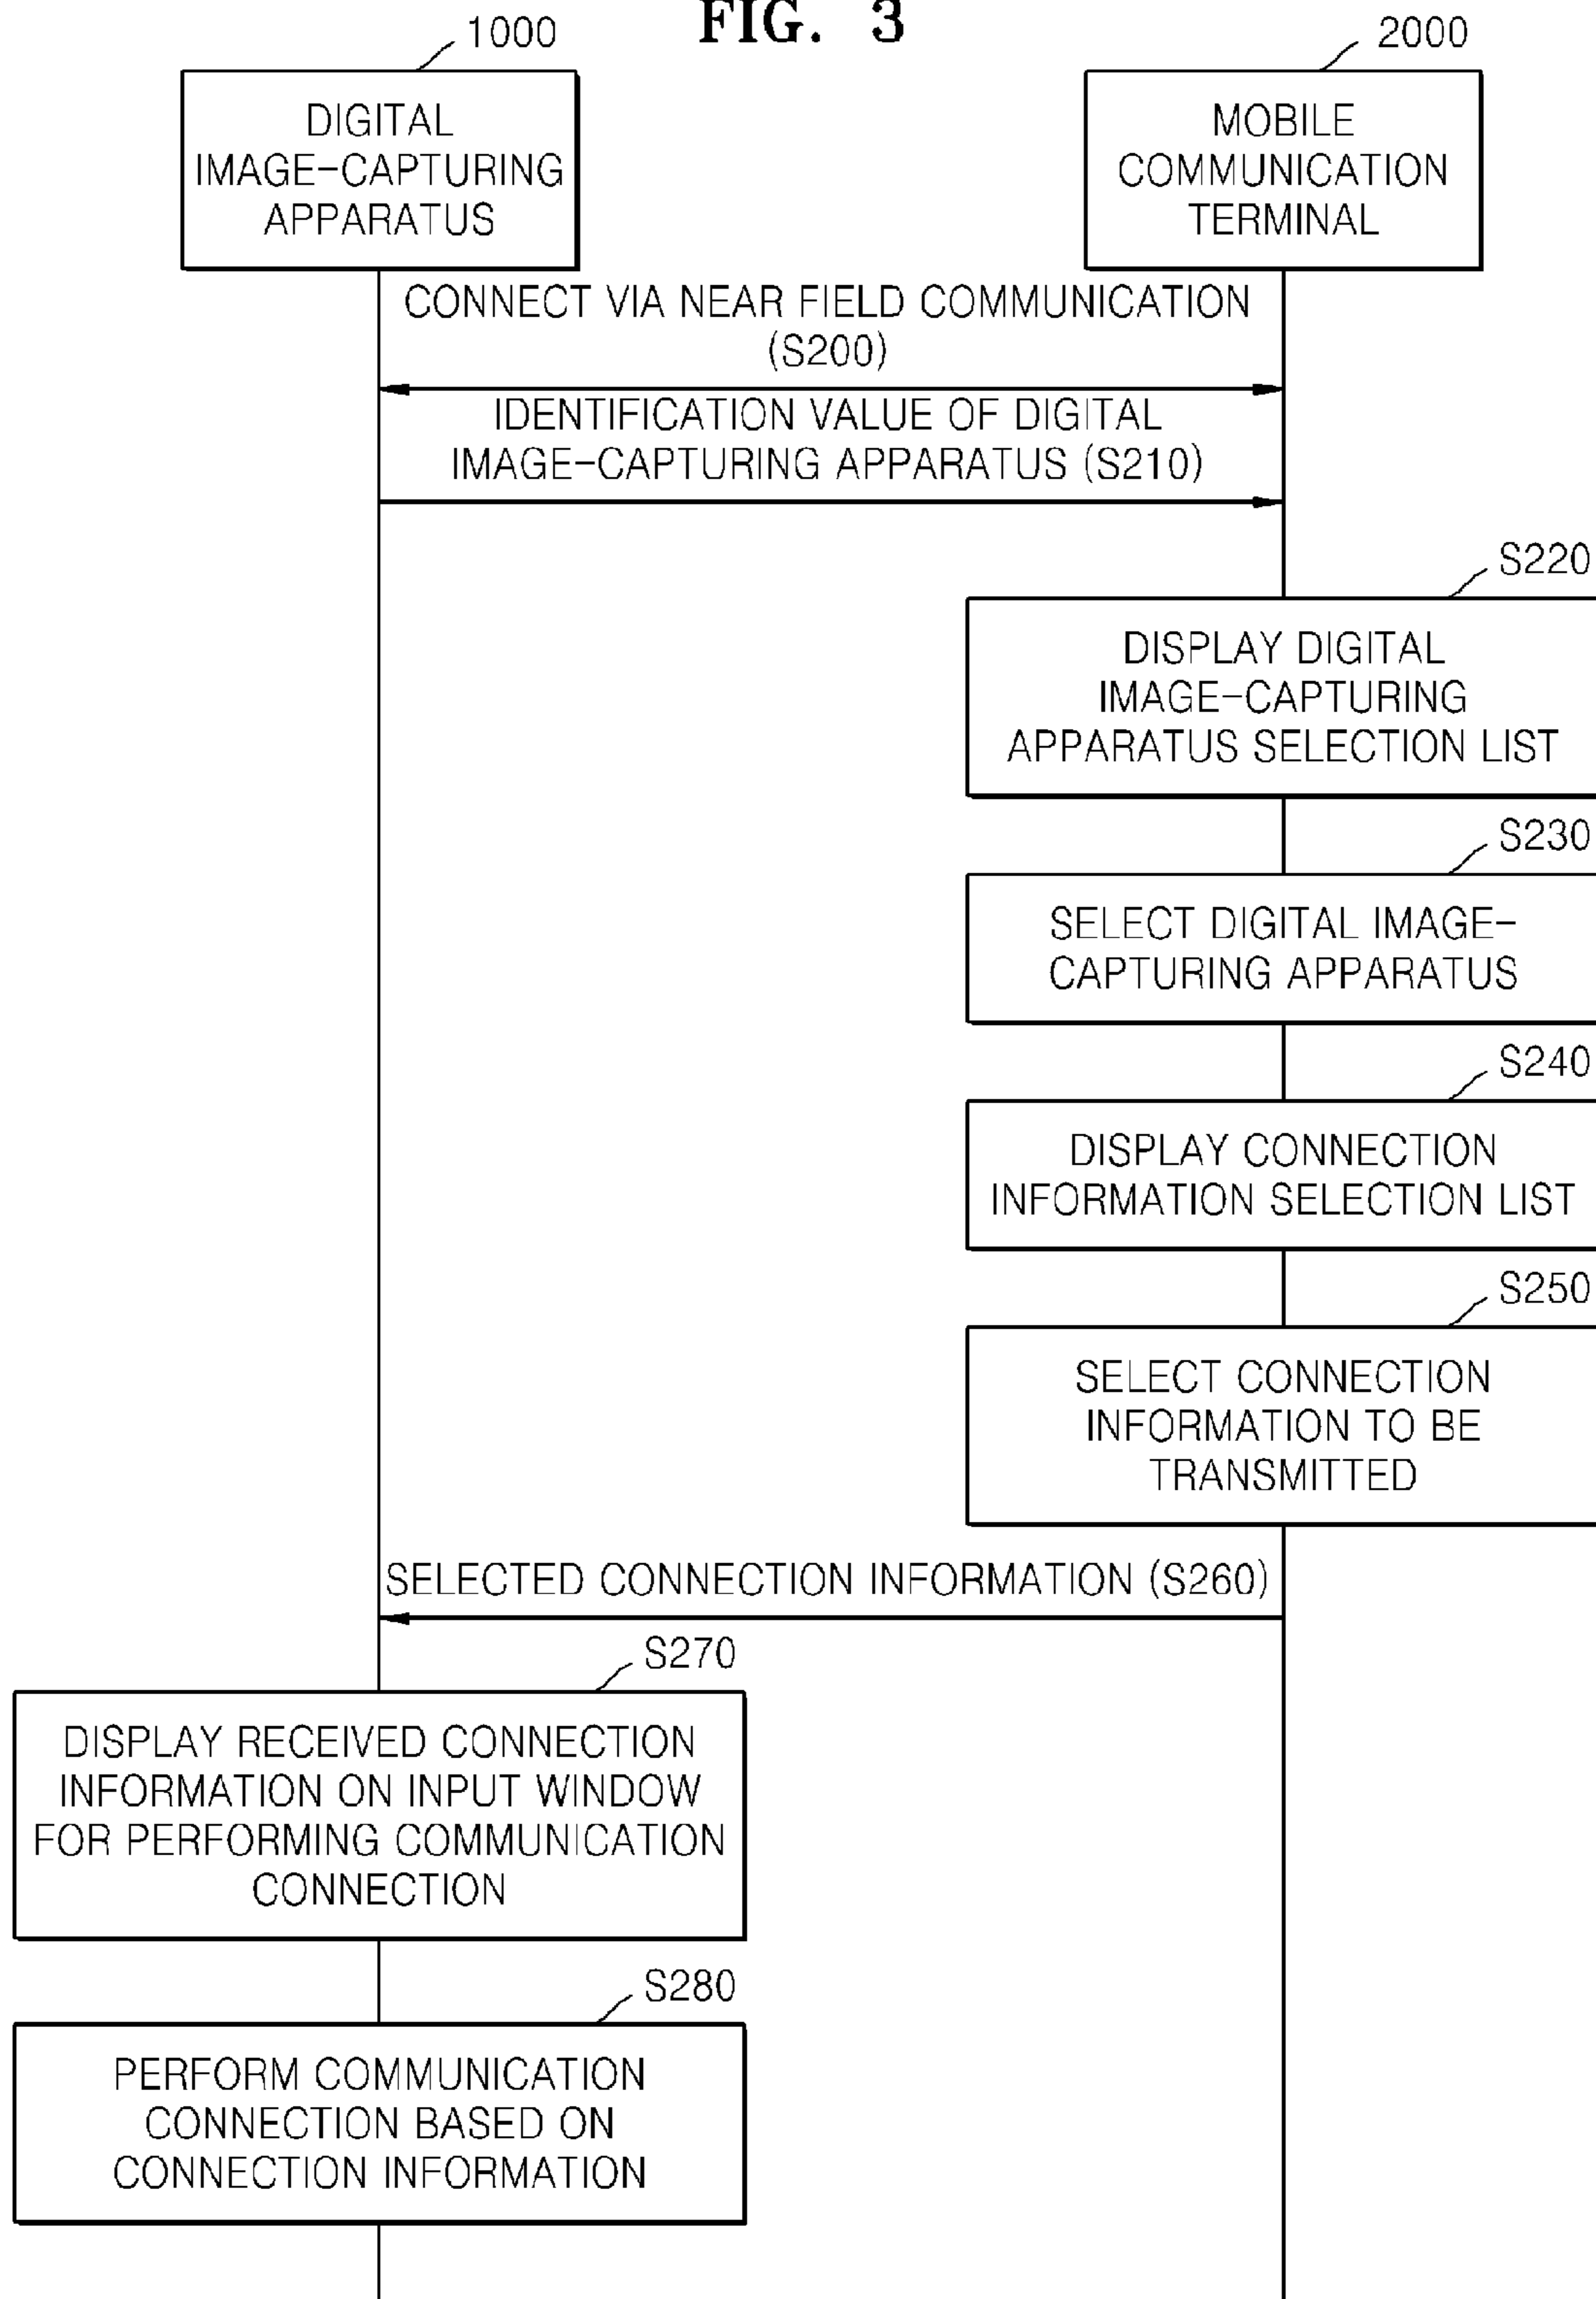 FIG. 3
1000
2000
DIGITAL
IMAGE-CAPTURING
APPARATUS
MOBILE
COMMUNICATION
TERMINAL
CONNECT VIA NEAR FIELD COMMUNICATION
(S200)
IDENTIFICATION VALUE OF DIGITAL
IMAGE-CAPTURING APPARATUS (S210)
S220
DISPLAY DIGITAL
IMAGE-CAPTURING
APPARATUS SELECTION LIST
S230
SELECT DIGITAL IMAGE-
CAPTURING APPARATUS
S240
DISPLAY CONNECTION
INFORMATION SELECTION LIST
S250
SELECT CONNECTION
INFORMATION TO BE
TRANSMITTED
SELECTED CONNECTION INFORMATION (S260)
S270
DISPLAY RECEIVED CONNECTION
INFORMATION ON INPUT WINDOW
FOR PERFORMING COMMUNICATION
CONNECTION
S280
PERFORM COMMUNICATION
CONNECTION BASED ON
CONNECTION INFORMATION